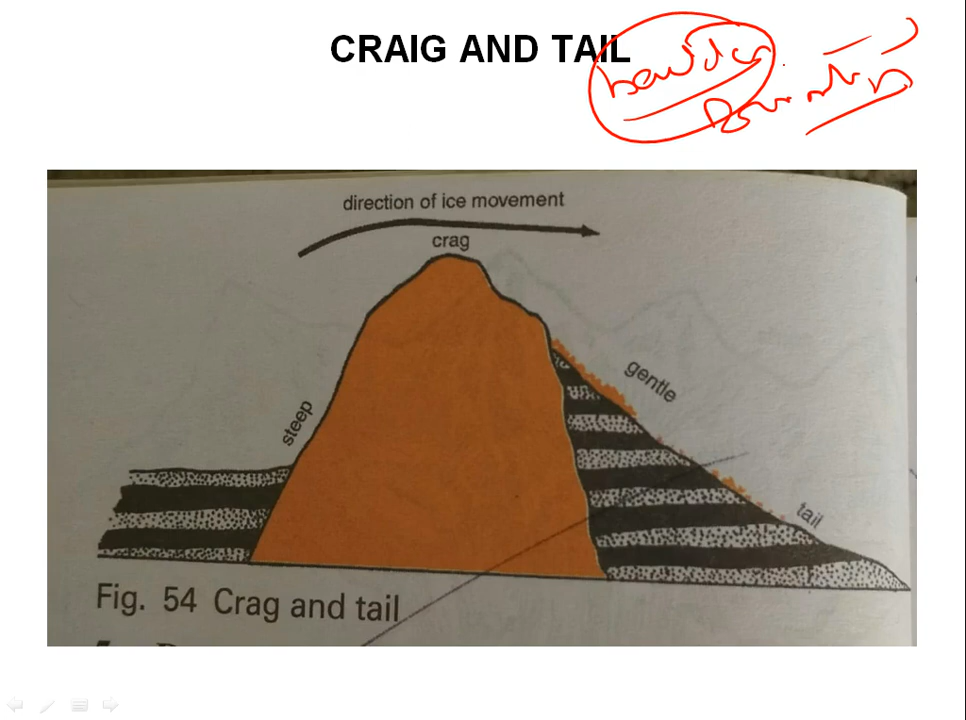 CRAIG AND TAIL
direction of ice movement
crag
steep
gentle
tail
Fig. 54 Crag and tail